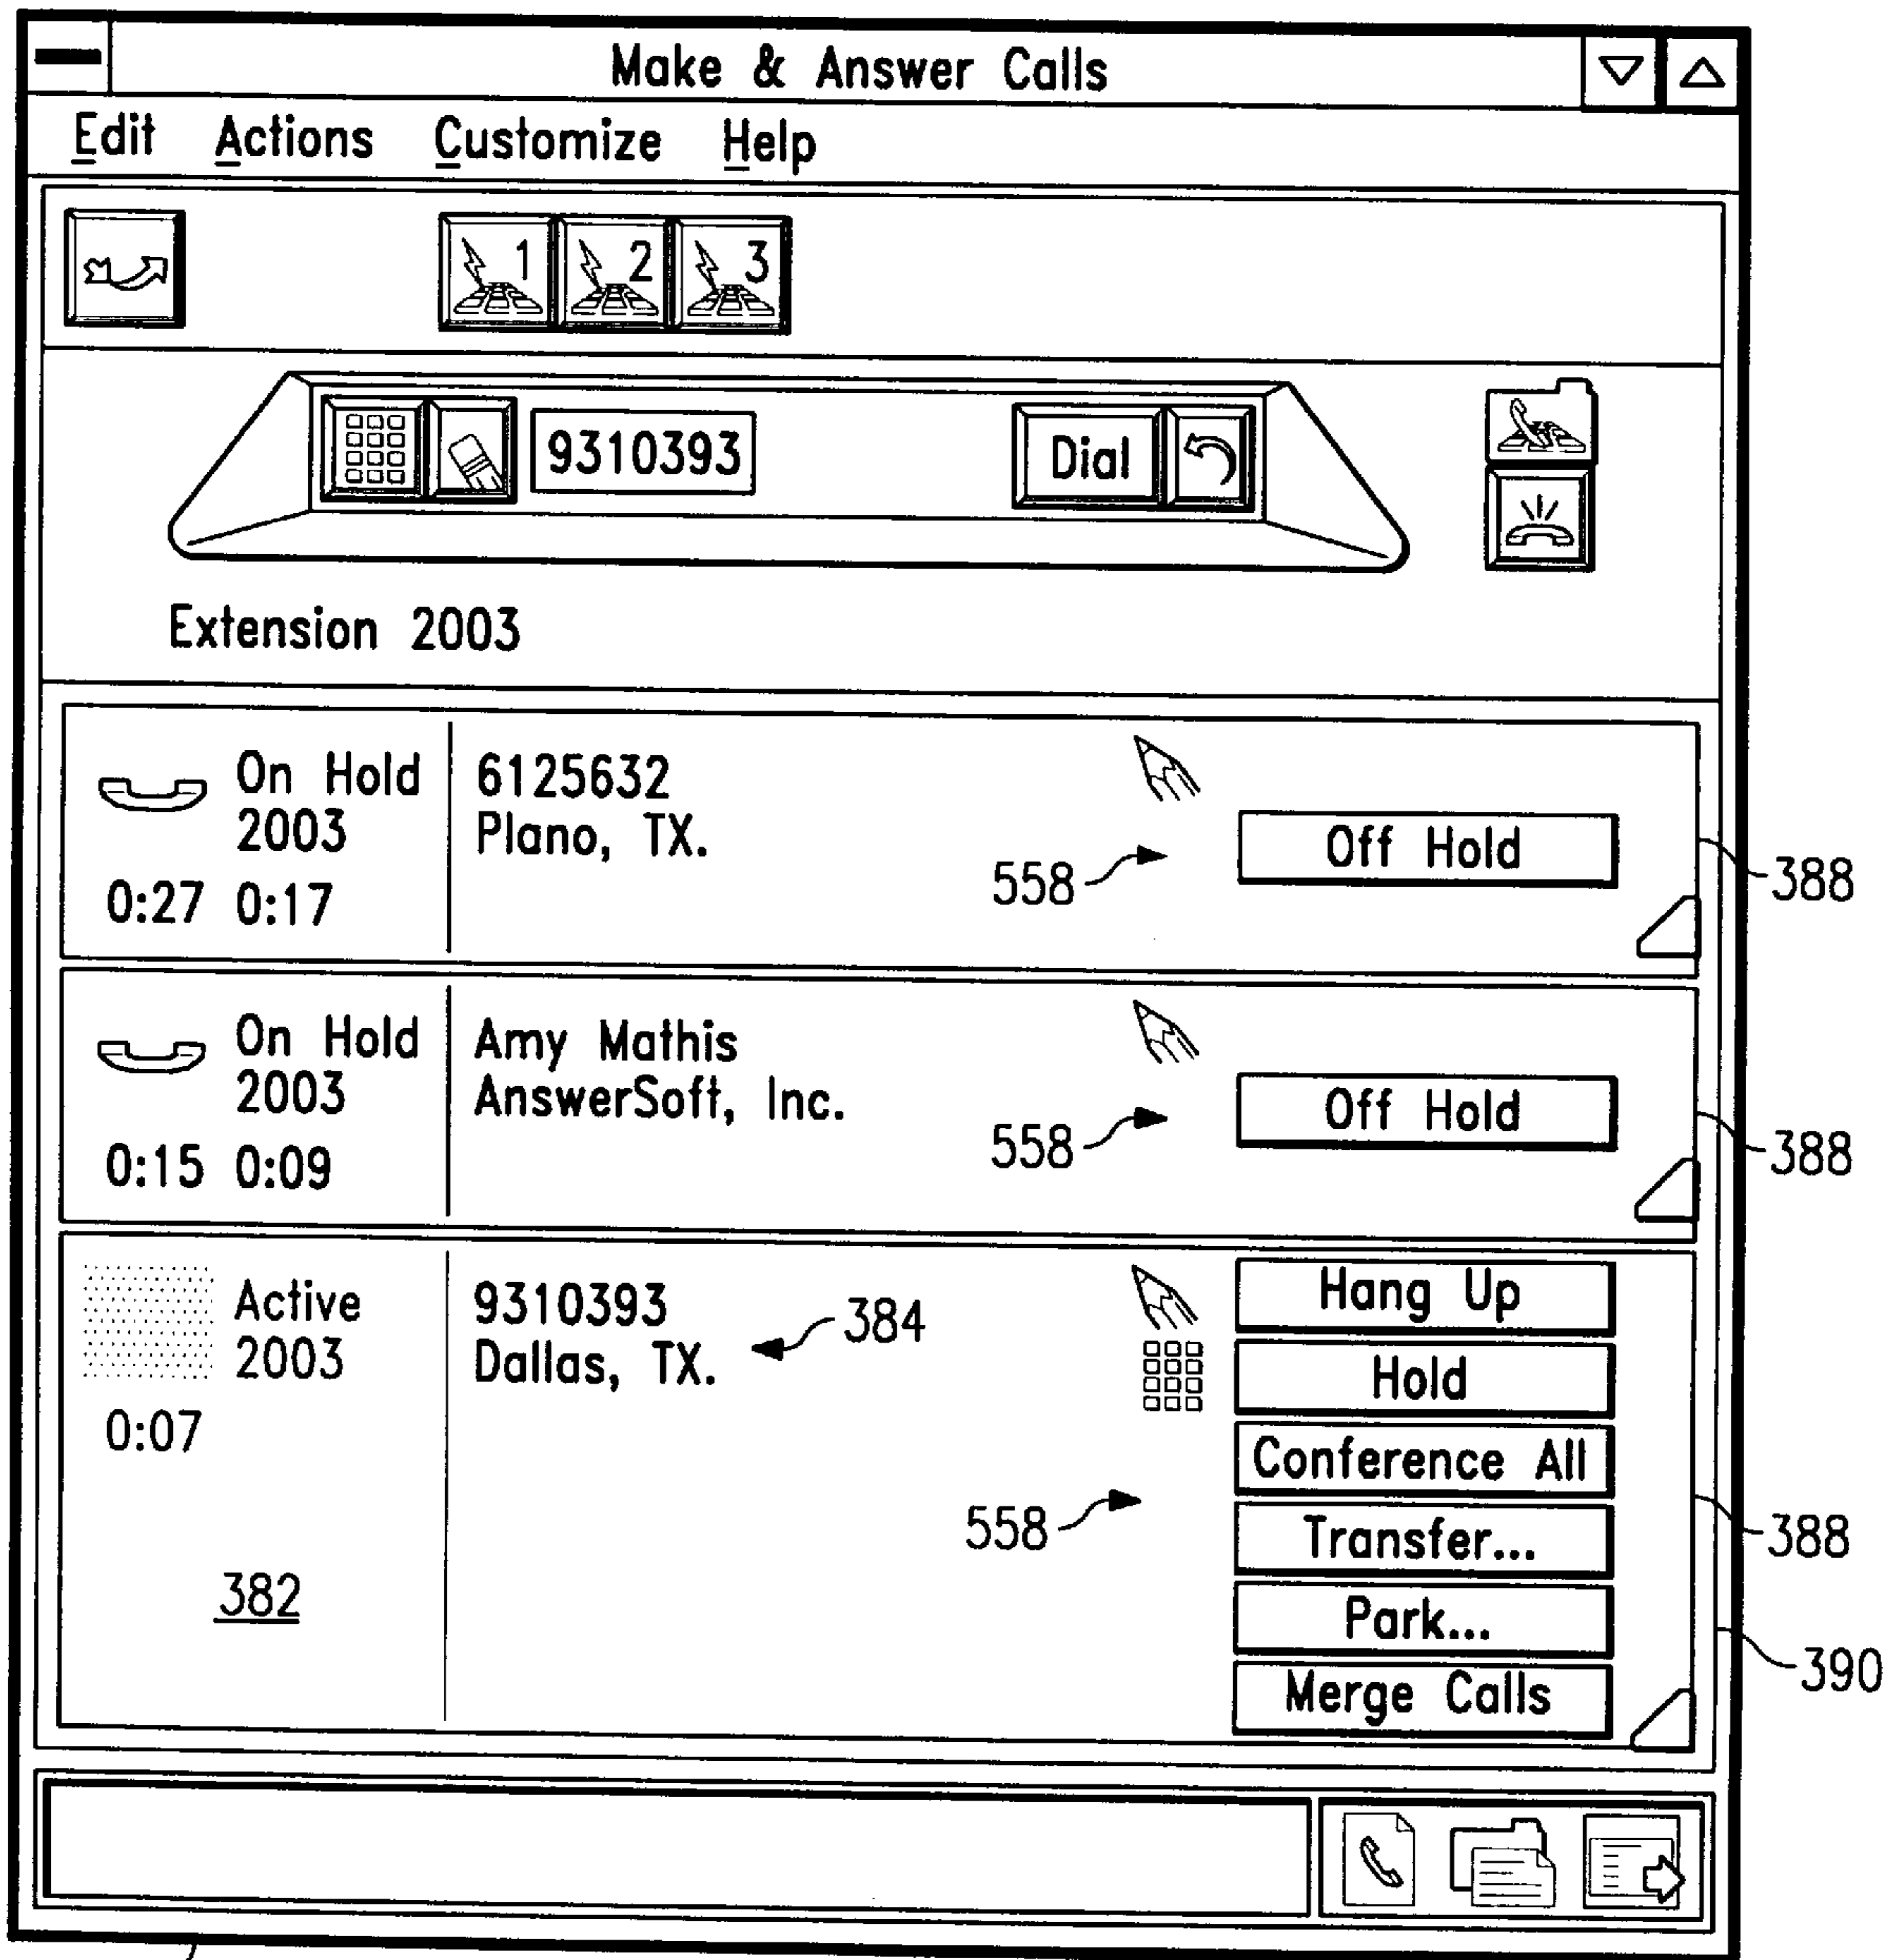 Make & Answer Calls
Edit Actions Customize Help
1 2 3
9310393 Dial
Extension 2003
On Hold 6125632
2003 Plano, TX.
Off Hold
558
388
0:27 0:17
On Hold Amy Mathis
2003 AnswerSoft, Inc.
Off Hold
558
388
0:15 0:09
Active 9310393
2003 Dallas, TX.
384
0:07
Hang Up
Hold
Conference All
558
Transfer...
388
382
Park...
390
Merge Calls